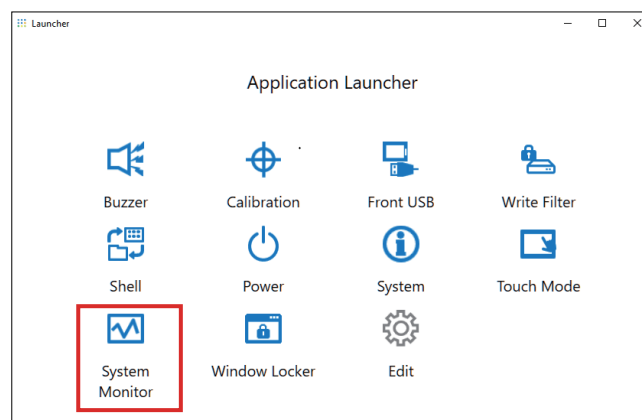 Launcher
Application Launcher
Buzzer
Calibration
Front USB
Write Filter
Shell
Power
System
Touch Mode
System
Monitor
Window Locker
Edit